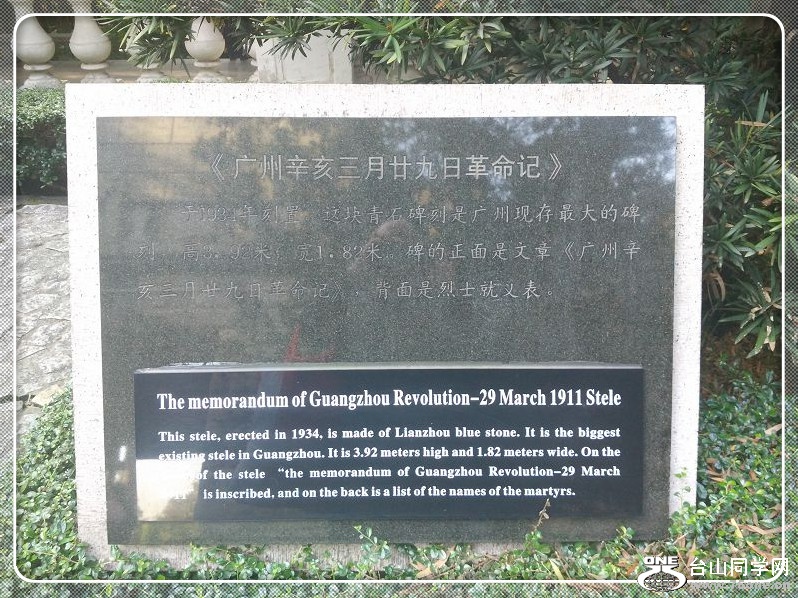 《广州辛亥三月廿九日革命记》
于1934年刻置，这块青石碑刻是广州现存最大的碑
刻，高3.92米，宽1.82米。碑的正面是文章《广州辛
亥三月廿九日革命记》，背面是烈士就义表。
The memorandum of Guangzhou Revolution-29 March 1911 Stele
This stele, erected in 1934, is made of Lianzhou blue stone. It is the biggest
existing stele in Guangzhou. It is 3.92 meters high and 1.82 meters wide. On the
of the stele “the memorandum of Guangzhou Revolution-29 March
is inscribed, and on the back is a list of the names of the martyrs.
ONE
台山同学网